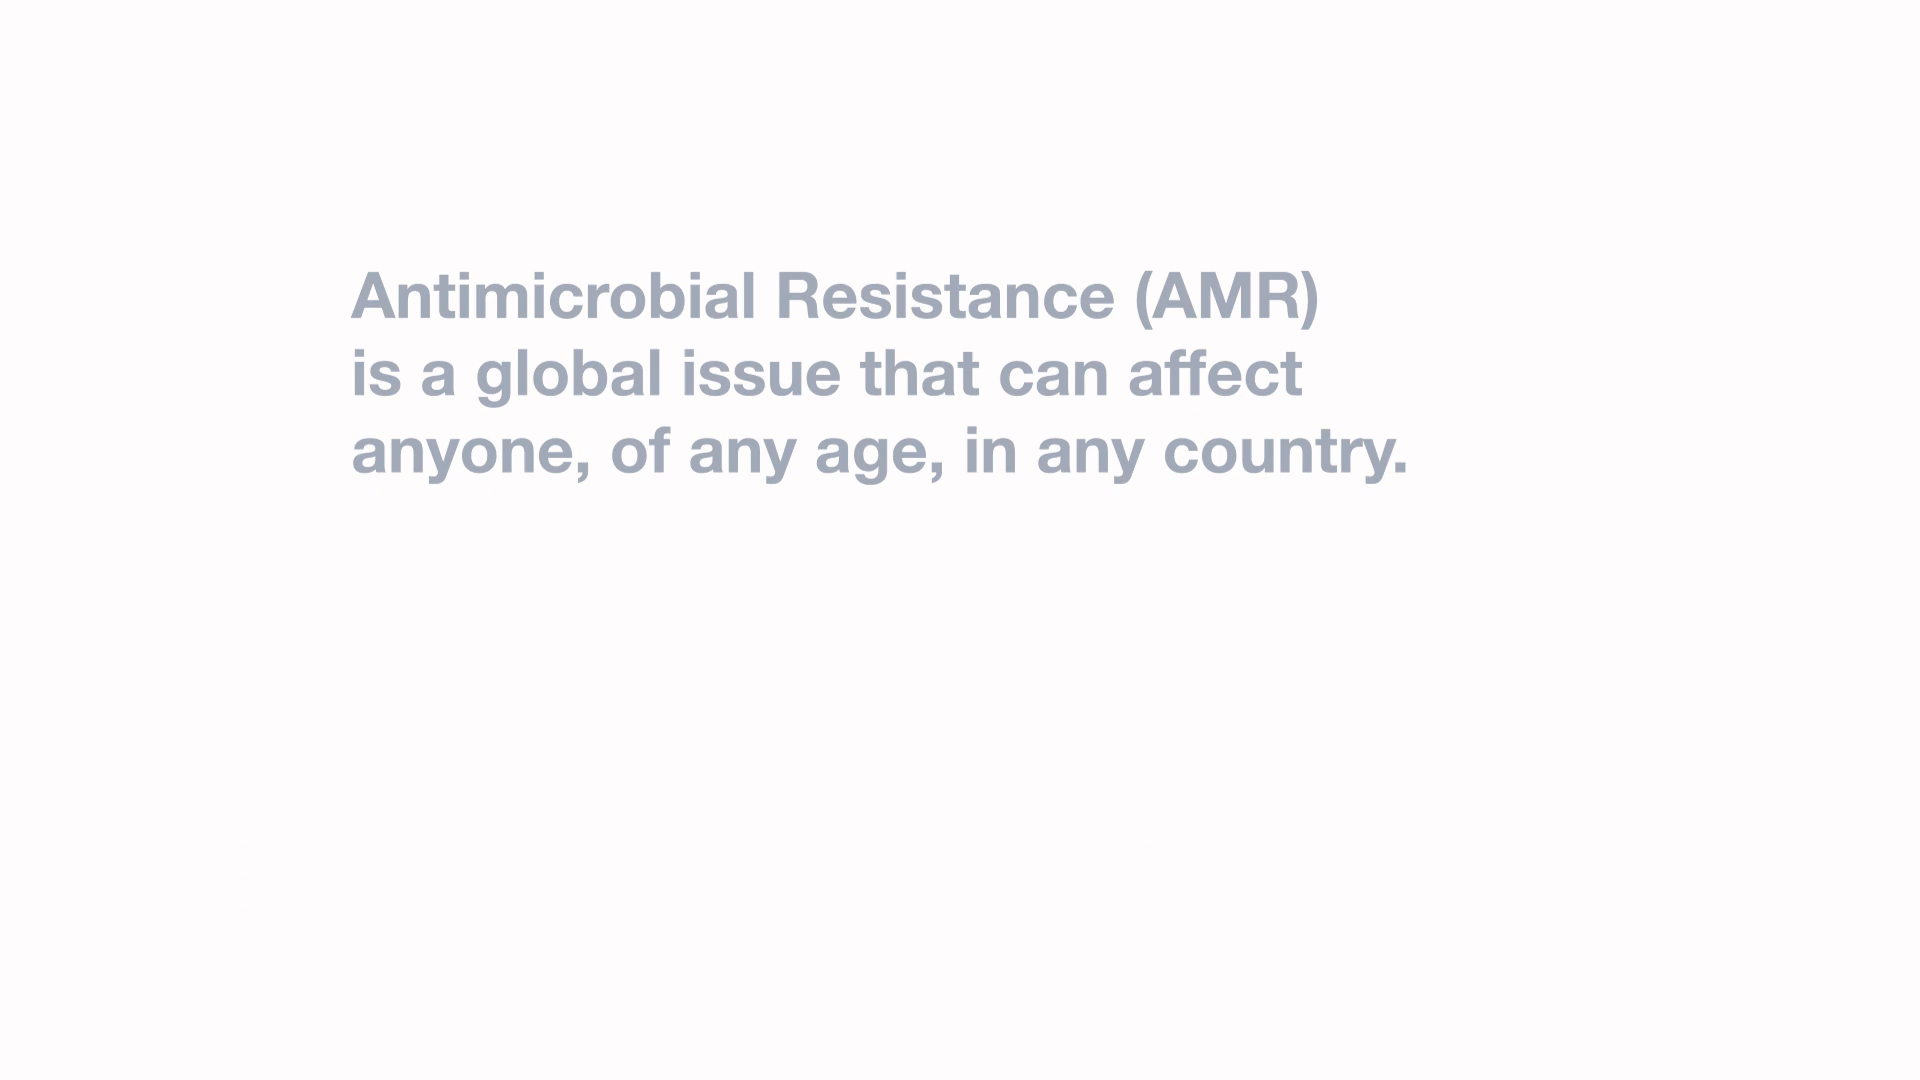 Antimicrobial Resistance (AMR)
is a global issue that can affect
anyone, of any age, in any country.